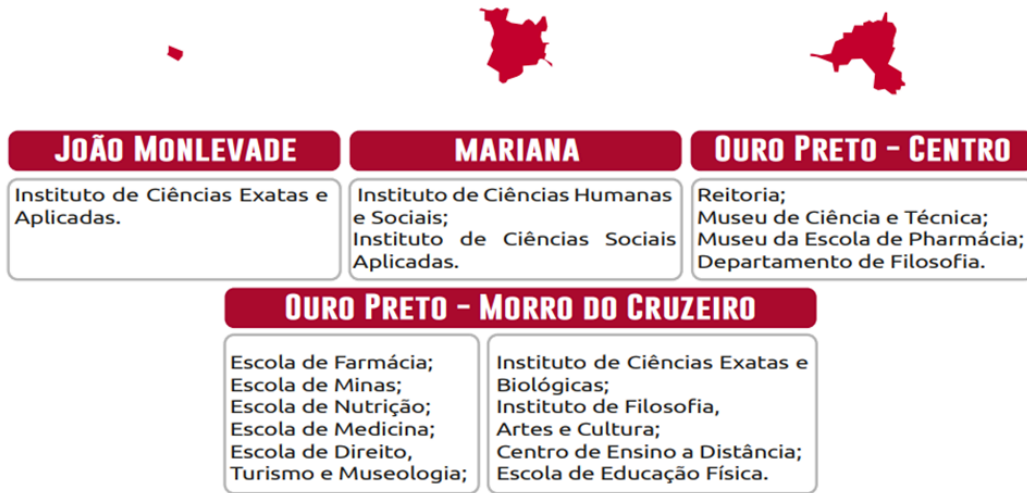 JOÃO MONLEVADE
Instituto de Ciências Exatas e
Aplicadas.
MARIANA
Instituto de Ciências Humanas
e Sociais;
Instituto de Ciências Sociais
Aplicadas.
OURO PRETO - CENTRO
Reitoria;
Museu de Ciência e Técnica;
Museu da Escola de Pharmácia;
Departamento de Filosofia.
OURO PRETO - MORRO DO CRUZEIRO
Escola de Farmácia;
Escola de Minas;
Escola de Nutrição;
Escola de Medicina;
Escola de Direito,
Turismo e Museologia;
Instituto de Ciências Exatas e
Biológicas;
Instituto de Filosofia,
Artes e Cultura;
Centro de Ensino a Distância;
Escola de Educação Física.